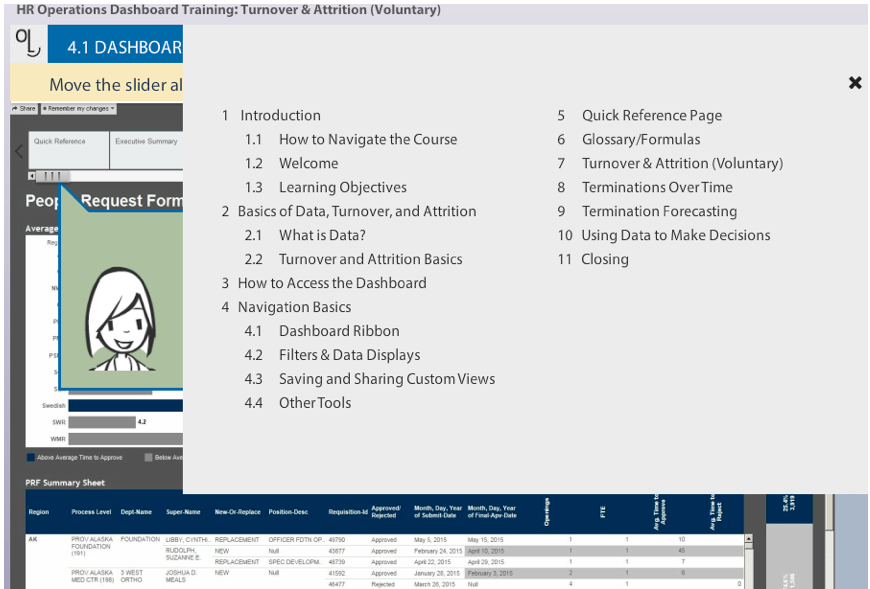 HR Operations Dashboard Training: Turnover & Attrition (Voluntary)
OL
4.1 DASHBOAR
Move the slider al
Share
Remember my changes
Quick Reference
Executive Summary
Request Form
Average
Reg
Swedish
SWR 4.2
WMR
Above Average Time to Approve
Below Ave
1 Introduction
1.1 How to Navigate the Course
1.2 Welcome
1.3 Learning Objectives
2 Basics of Data, Turnover, and Attrition
2.1 What is Data?
2.2 Turnover and Attrition Basics
3 How to Access the Dashboard
4 Navigation Basics
4.1 Dashboard Ribbon
4.2 Filters & Data Displays
4.3 Saving and Sharing Custom Views
4.4 Other Tools
5 Quick Reference Page
6 Glossary/Formulas
7 Turnover & Attrition (Voluntary)
8 Terminations Over Time
9 Termination Forecasting
10 Using Data to Make Decisions
11 Closing
PRF Summary Sheet
Region Process Level Dept-Name Super-Name New-Or-Replace Position-Desc Requisition-Id Approved/ Rejected Month, Day, Year of Submit-Date Month, Day, Year of Final-Apv-Date Openings FTE Avg. Time to Approve Avg. Time to Reject
AK PROV ALASKA FOUNDATION (191) FOUNDATION LIBBY, CYNTHI.. REPLACEMENT OFFICER FDTN OP.. 49790 Approved May 5, 2015 May 15, 2015 1 1 10
RUDOLPH, SUZANNE E. NEW Null 43877 Approved February 24, 2015 April 10, 2015 1 1 45
REPLACEMENT SPEC DEVELOPM.. 48739 Approved April 22, 2015 April 29, 2015 1 1 7
PROV ALASKA MED CTR (196) 3 WEST ORTHO JOSHUA D. MEALS NEW Null 41592 Approved January 28, 2015 February 3, 2015 2 1 6
46477 Rejected March 26, 2015 Null 4 1 0